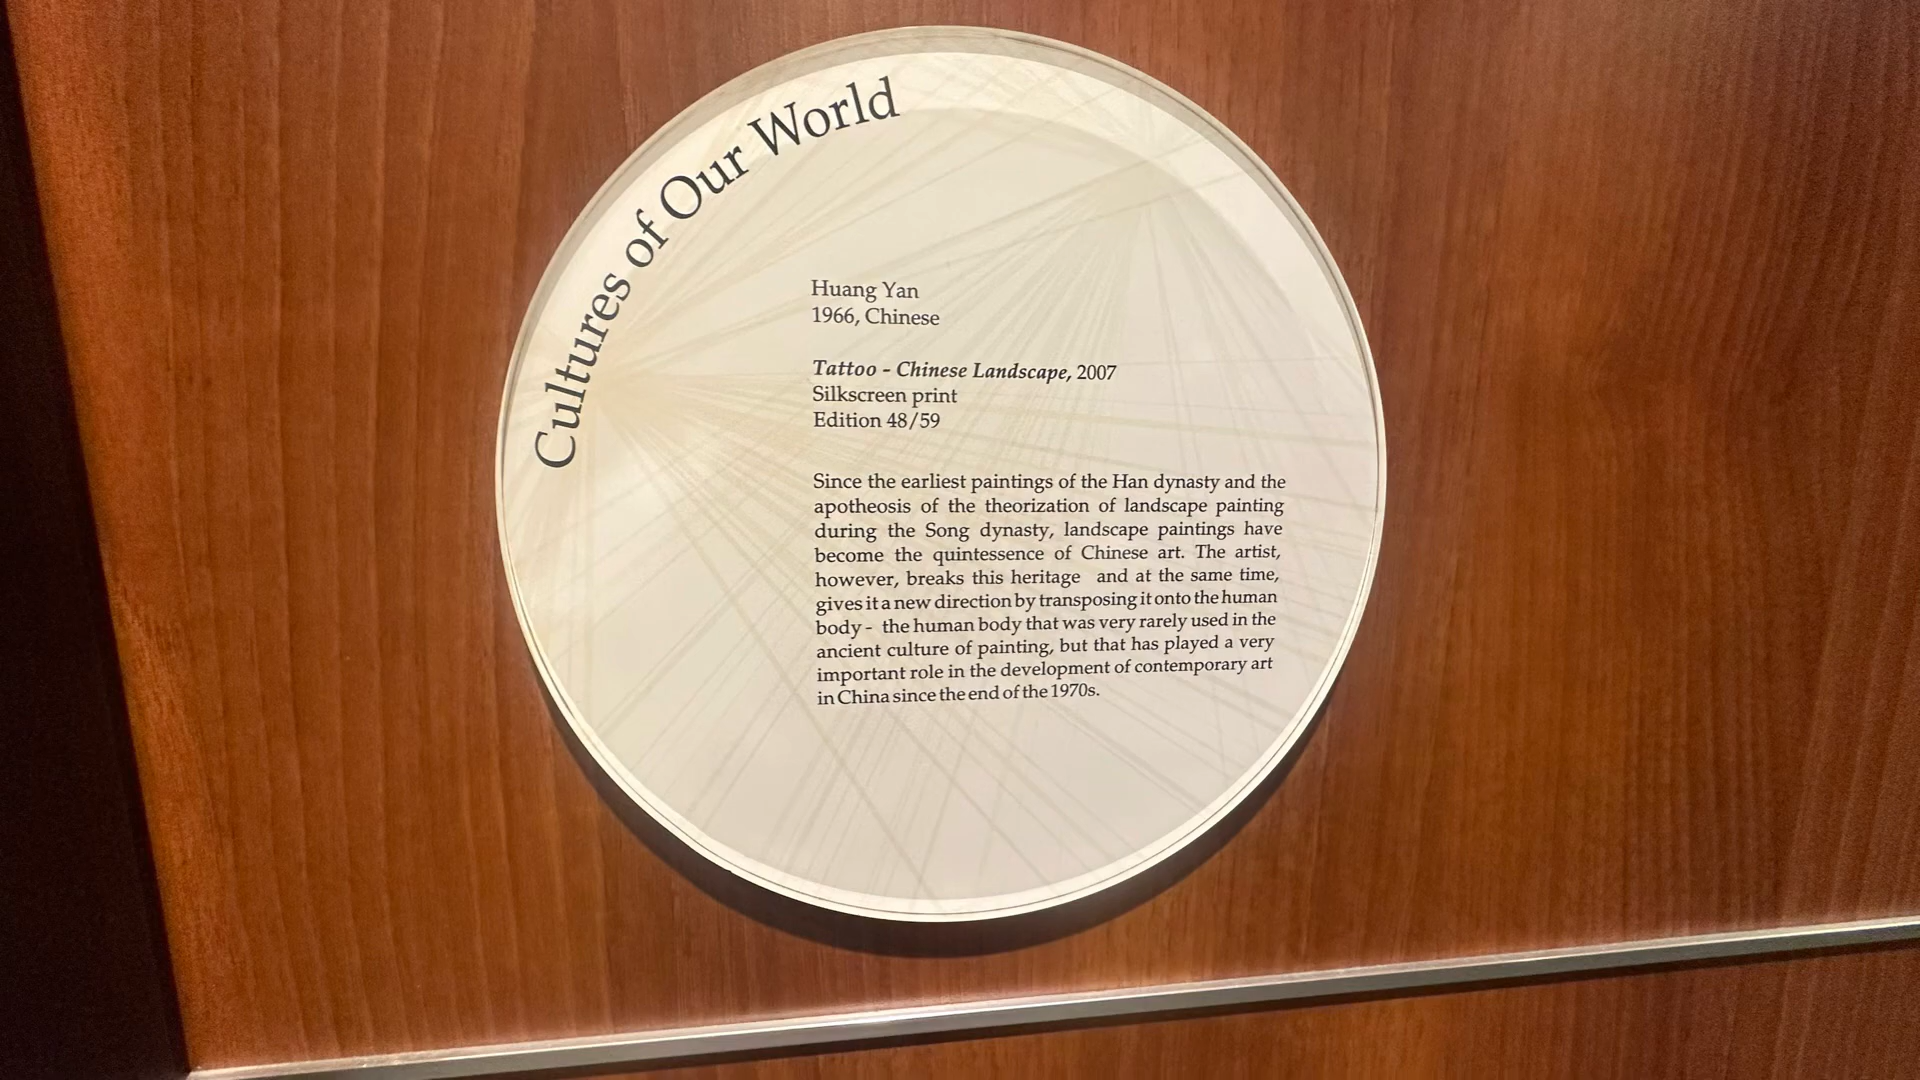 Cultures of Our World
Huang Yan
1966, Chinese
Tattoo - Chinese Landscape, 2007
Silkscreen print
Edition 48/59
Since the earliest paintings of the Han dynasty and the
apotheosis of the theorization of landscape painting
during the Song dynasty, landscape paintings have
become the quintessence of Chinese art. The artist,
however, breaks this heritage and at the same time,
gives it a new direction by transposing it onto the human
body - the human body that was very rarely used in the
ancient culture of painting, but that has played a very
important role in the development of contemporary art
in China since the end of the 1970s.